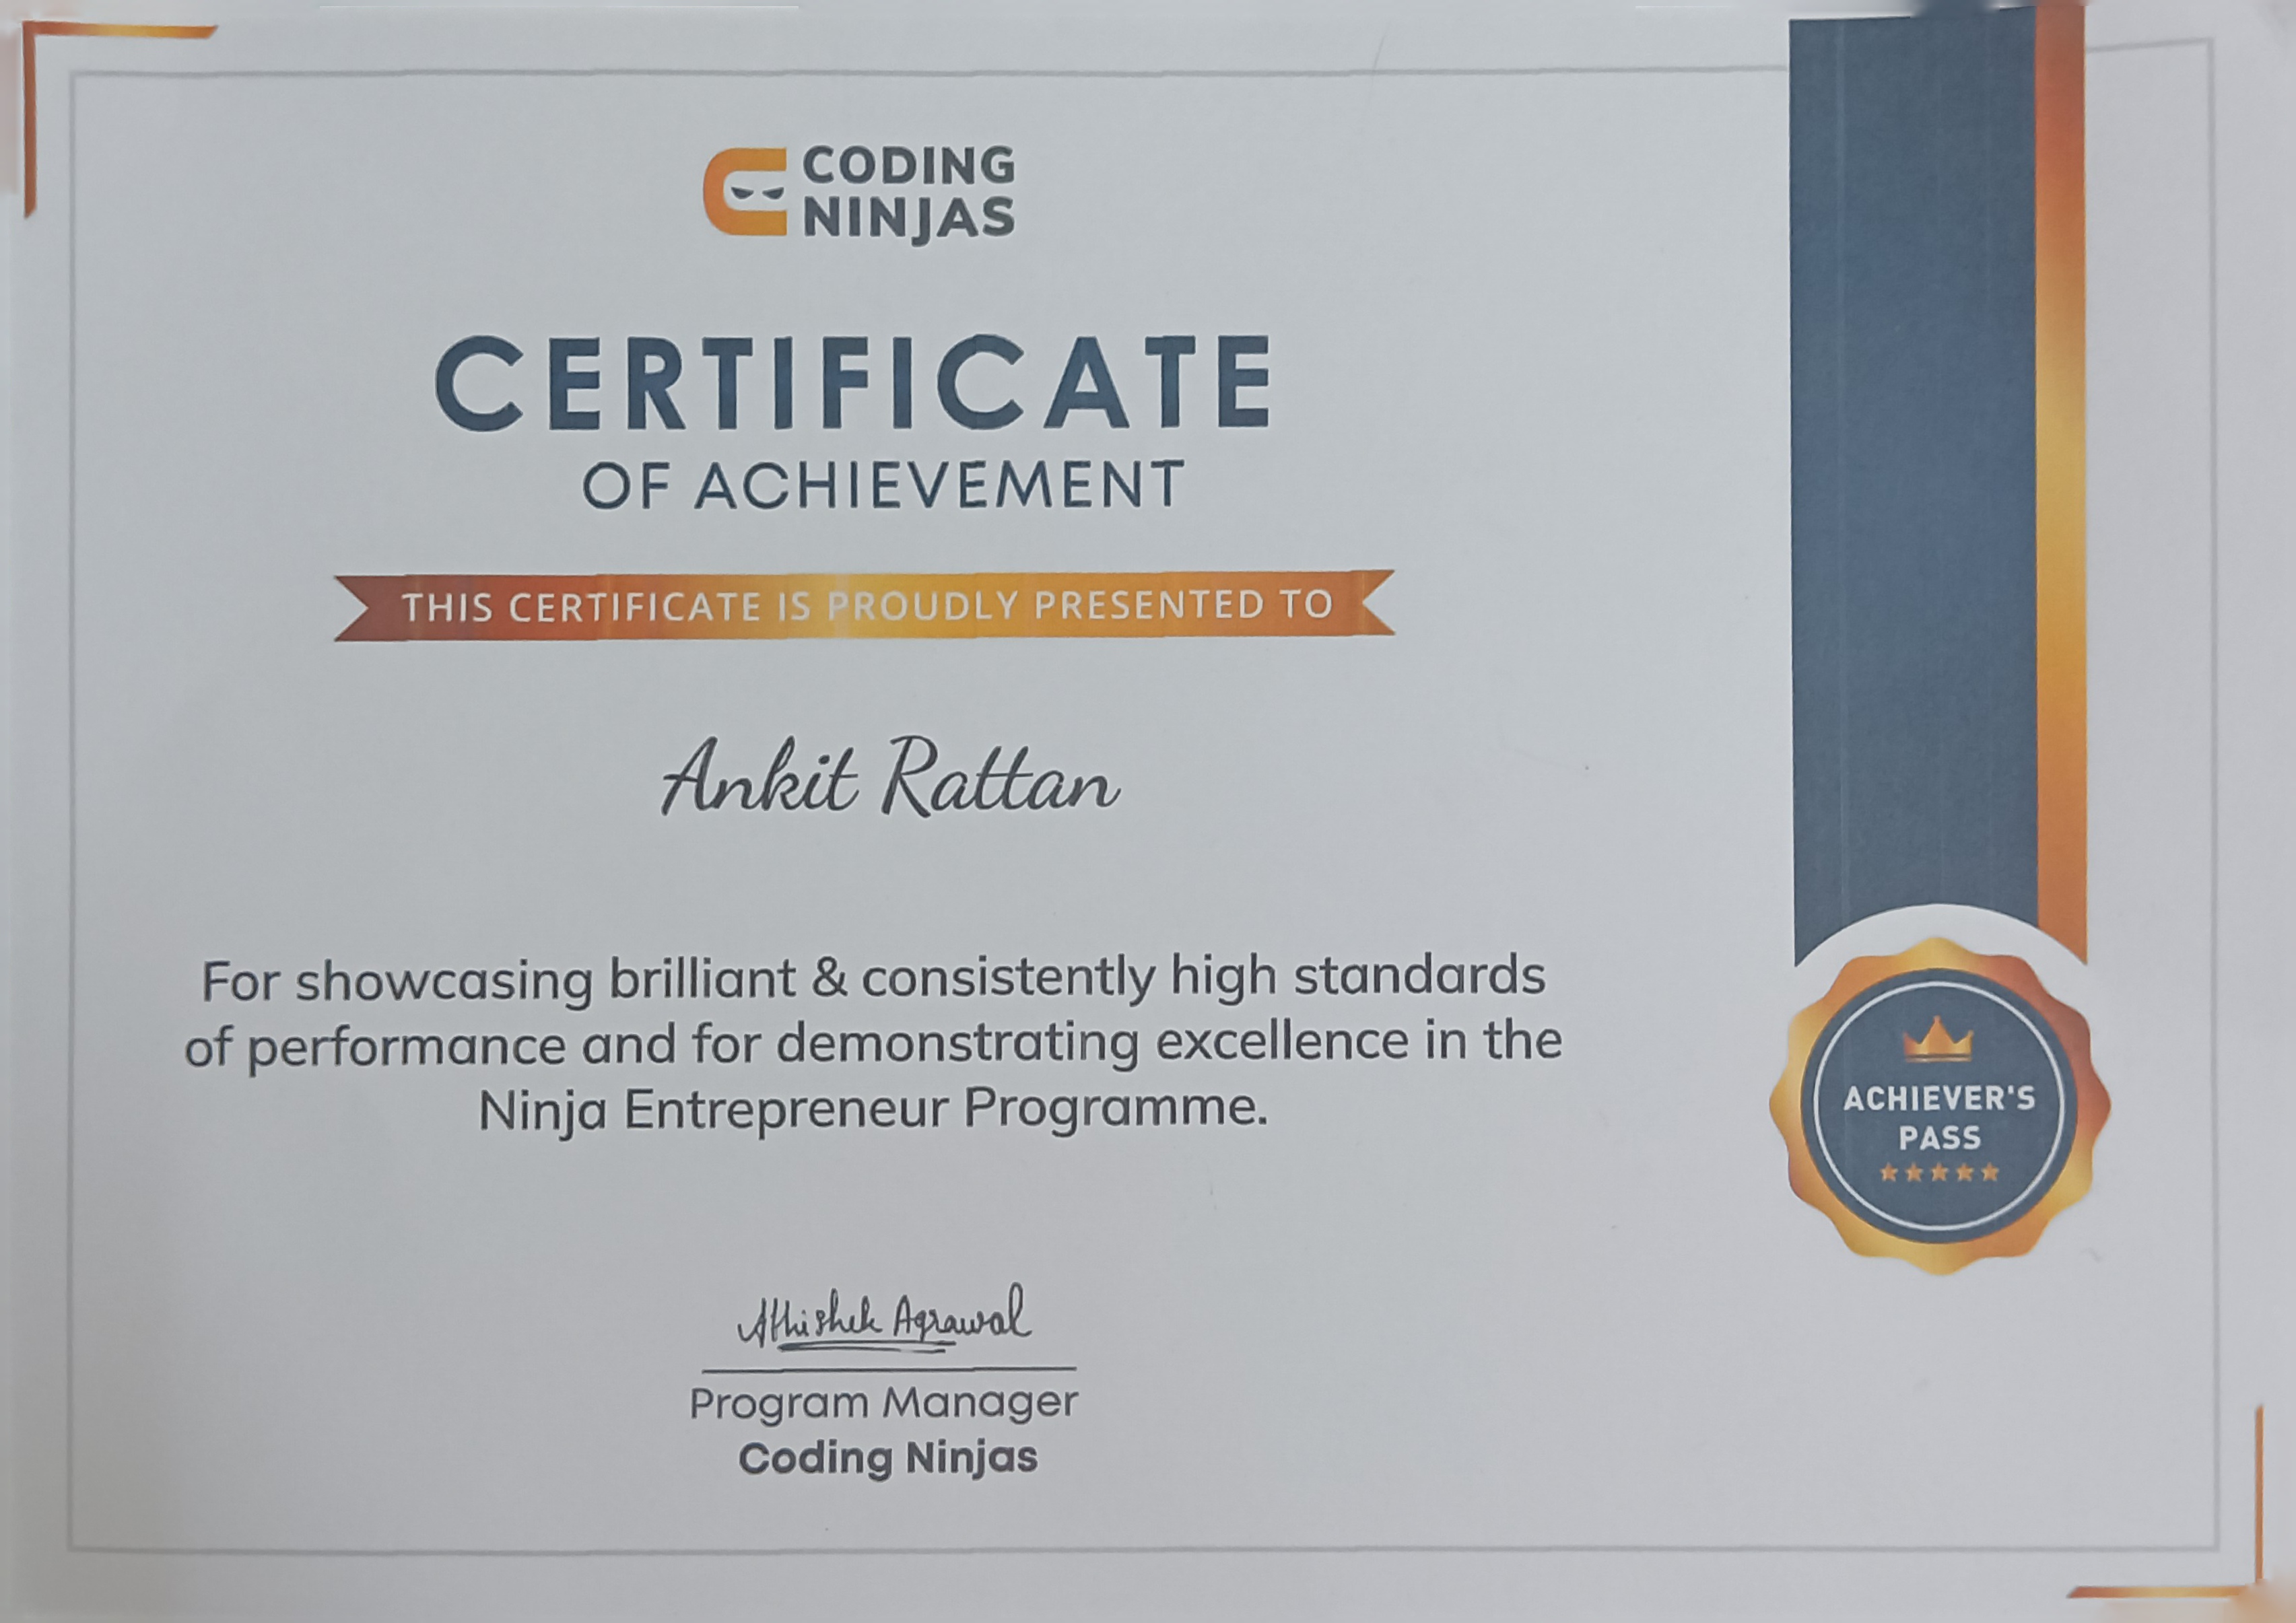 CODING
NINJAS
CERTIFICATE
OF ACHIEVEMENT
THIS CERTIFICATE IS PROUDLY PRESENTED TO
Ankit Rattan
For showcasing brilliant & consistently high standards
of performance and for demonstrating excellence in the
Ninja Entrepreneur Programme.
ACHIEVER'S
PASS
Abhishek Agrawal
Program Manager
Coding Ninjas